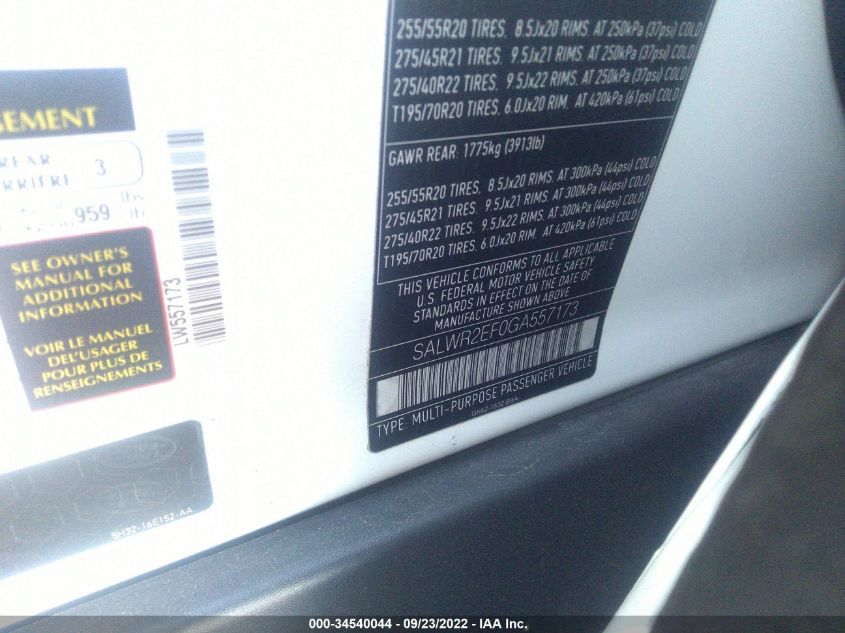 SEMENT
REAR
RRIÈRE 3
lbs
959 lb
SEE OWNER'S
MANUAL FOR
ADDITIONAL
INFORMATION
VOIR LE MANUEL
DEL'USAGER
POUR PLUS DE
RENSEIGNEMENTS
LW557173
5H32-16E152-AA
255/55R20 TIRES. 8.5Jx20 RIMS. AT 250kPa (37psi) COLD
275/45R21 TIRES. 9.5Jx21 RIMS. AT 250kPa (37psi) COLD
275/40R22 TIRES. 9.5Jx22 RIMS. AT 250kPa (37psi) COLD
T195/70R20 TIRES. 6.0Jx20 RIM. AT 420kPa (61psi) COLD
GAWR REAR: 1775kg (3913lb)
255/55R20 TIRES. 8.5Jx20 RIMS. AT 300kPa (44psi) COLD
275/45R21 TIRES. 9.5Jx21 RIMS. AT 300kPa (44psi) COLD
275/40R22 TIRES. 9.5Jx22 RIMS. AT 300kPa (44psi) COLD
T195/70R20 TIRES. 6.0Jx20 RIM. AT 420kPa (61psi) COLD
THIS VEHICLE CONFORMS TO ALL APPLICABLE
U.S. FEDERAL MOTOR VEHICLE SAFETY
STANDARDS IN EFFECT ON THE DATE OF
MANUFACTURE SHOWN ABOVE
SALWR2EF0GA557173
TYPE: MULTI-PURPOSE PASSENGER VEHICLE
GK62-1532-BBA
000-34540044 - 09/23/2022 - IAA Inc.